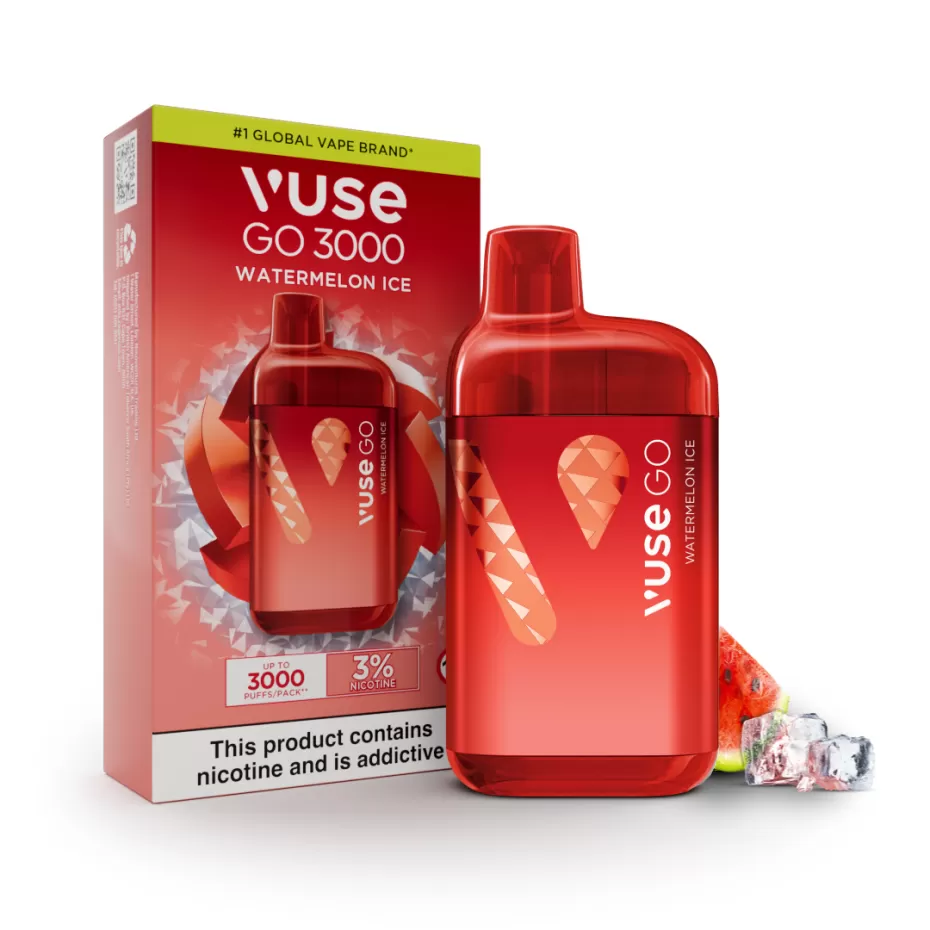 #1 GLOBAL VAPE BRAND*
VUSE
GO 3000
WATERMELON ICE
VUSE GO
WATERMELON ICE
UP TO
3000
PUFFS/PACK**
3%
NICOTINE
This product contains
nicotine and is addictive
VUSE GO
WATERMELON ICE